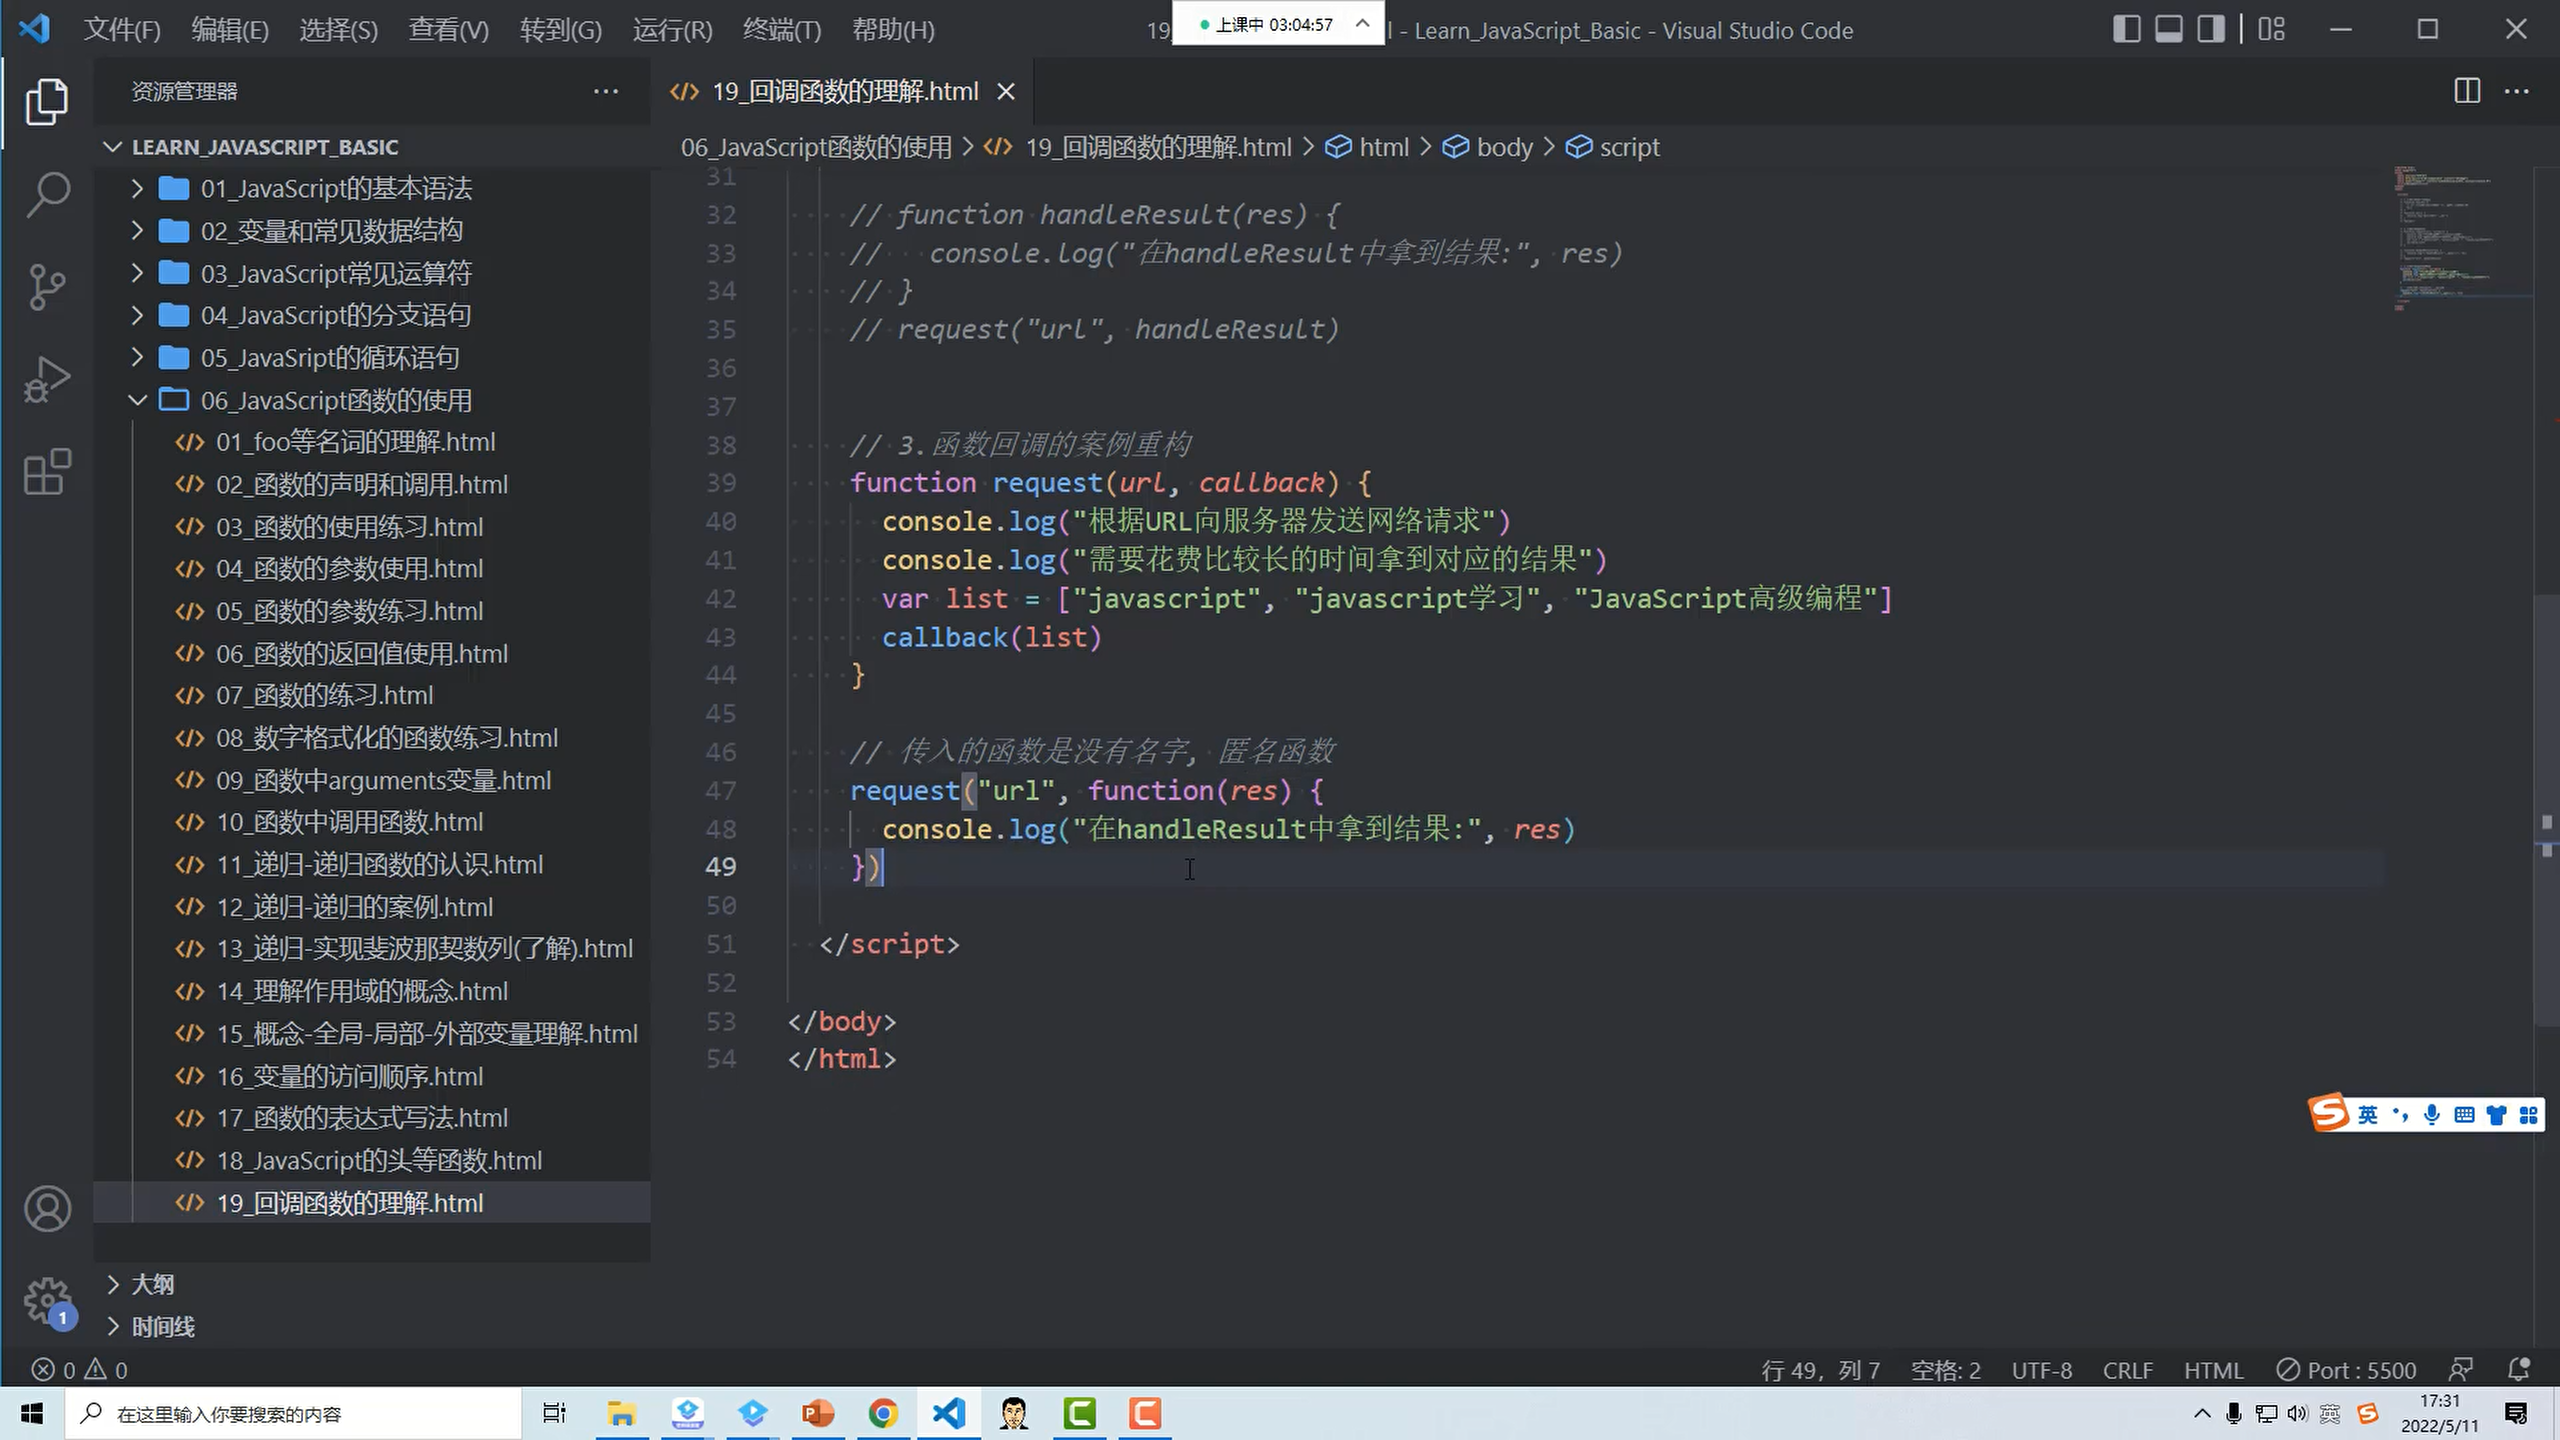 文件(F) 编辑(E) 选择(S) 查看(V) 转到(G) 运行(R) 终端(T) 帮助(H)
19
上课中 03:04:57
l - Learn_JavaScript_Basic - Visual Studio Code
资源管理器
LEARN_JAVASCRIPT_BASIC
01_JavaScript的基本语法
02_变量和常见数据结构
03_JavaScript常见运算符
04_JavaScript的分支语句
05_JavaSript的循环语句
06_JavaScript函数的使用
01_foo等名词的理解.html
02_函数的声明和调用.html
03_函数的使用练习.html
04_函数的参数使用.html
05_函数的参数练习.html
06_函数的返回值使用.html
07_函数的练习.html
08_数字格式化的函数练习.html
09_函数中arguments变量.html
10_函数中调用函数.html
11_递归-递归函数的认识.html
12_递归-递归的案例.html
13_递归-实现斐波那契数列(了解).html
14_理解作用域的概念.html
15_概念-全局-局部-外部变量理解.html
16_变量的访问顺序.html
17_函数的表达式写法.html
18_JavaScript的头等函数.html
19_回调函数的理解.html
大纲
时间线
1
19_回调函数的理解.html
06_JavaScript函数的使用 > 19_回调函数的理解.html > html > body > script
31
32 // function handleResult(res) {
33 //   console.log("在handleResult中拿到结果:", res)
34 // }
35 // request("url", handleResult)
36
37
38 // 3.函数回调的案例重构
39 function request(url, callback) {
40   console.log("根据URL向服务器发送网络请求")
41   console.log("需要花费比较长的时间拿到对应的结果")
42   var list = ["javascript", "javascript学习", "JavaScript高级编程"]
43   callback(list)
44 }
45
46 // 传入的函数是没有名字, 匿名函数
47 request("url", function(res) {
48   console.log("在handleResult中拿到结果:", res)
49 })
50
51 </script>
52
53 </body>
54 </html>
英
0 0
行 49，列 7 空格: 2 UTF-8 CRLF HTML Port : 5500
在这里输入你要搜索的内容
英
17:31
2022/5/11